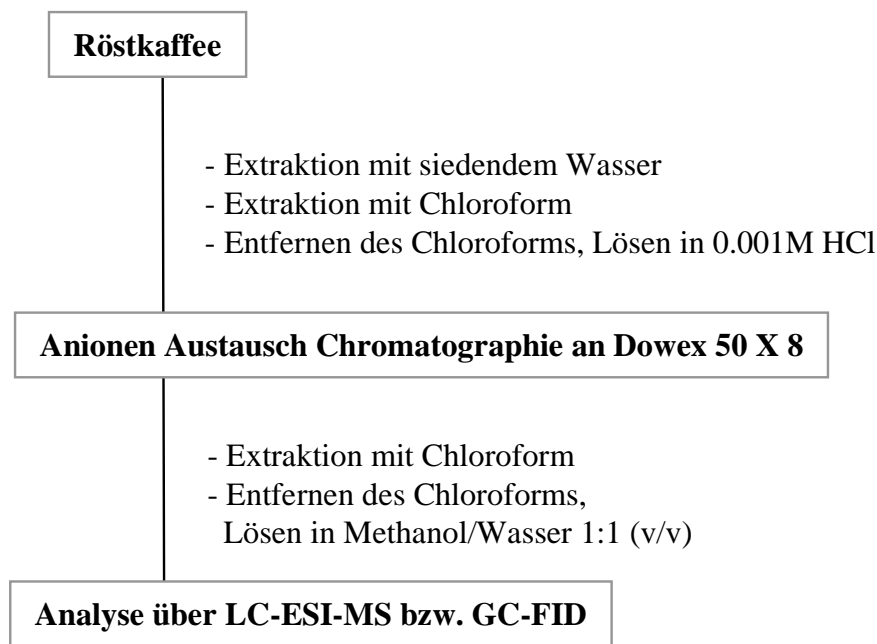 Röstkaffee
- Extraktion mit siedendem Wasser
- Extraktion mit Chloroform
- Entfernen des Chloroforms, Lösen in 0.001M HCl
Anionen Austausch Chromatographie an Dowex 50 X 8
- Extraktion mit Chloroform
- Entfernen des Chloroforms,
Lösen in Methanol/Wasser 1:1 (v/v)
Analyse über LC-ESI-MS bzw. GC-FID